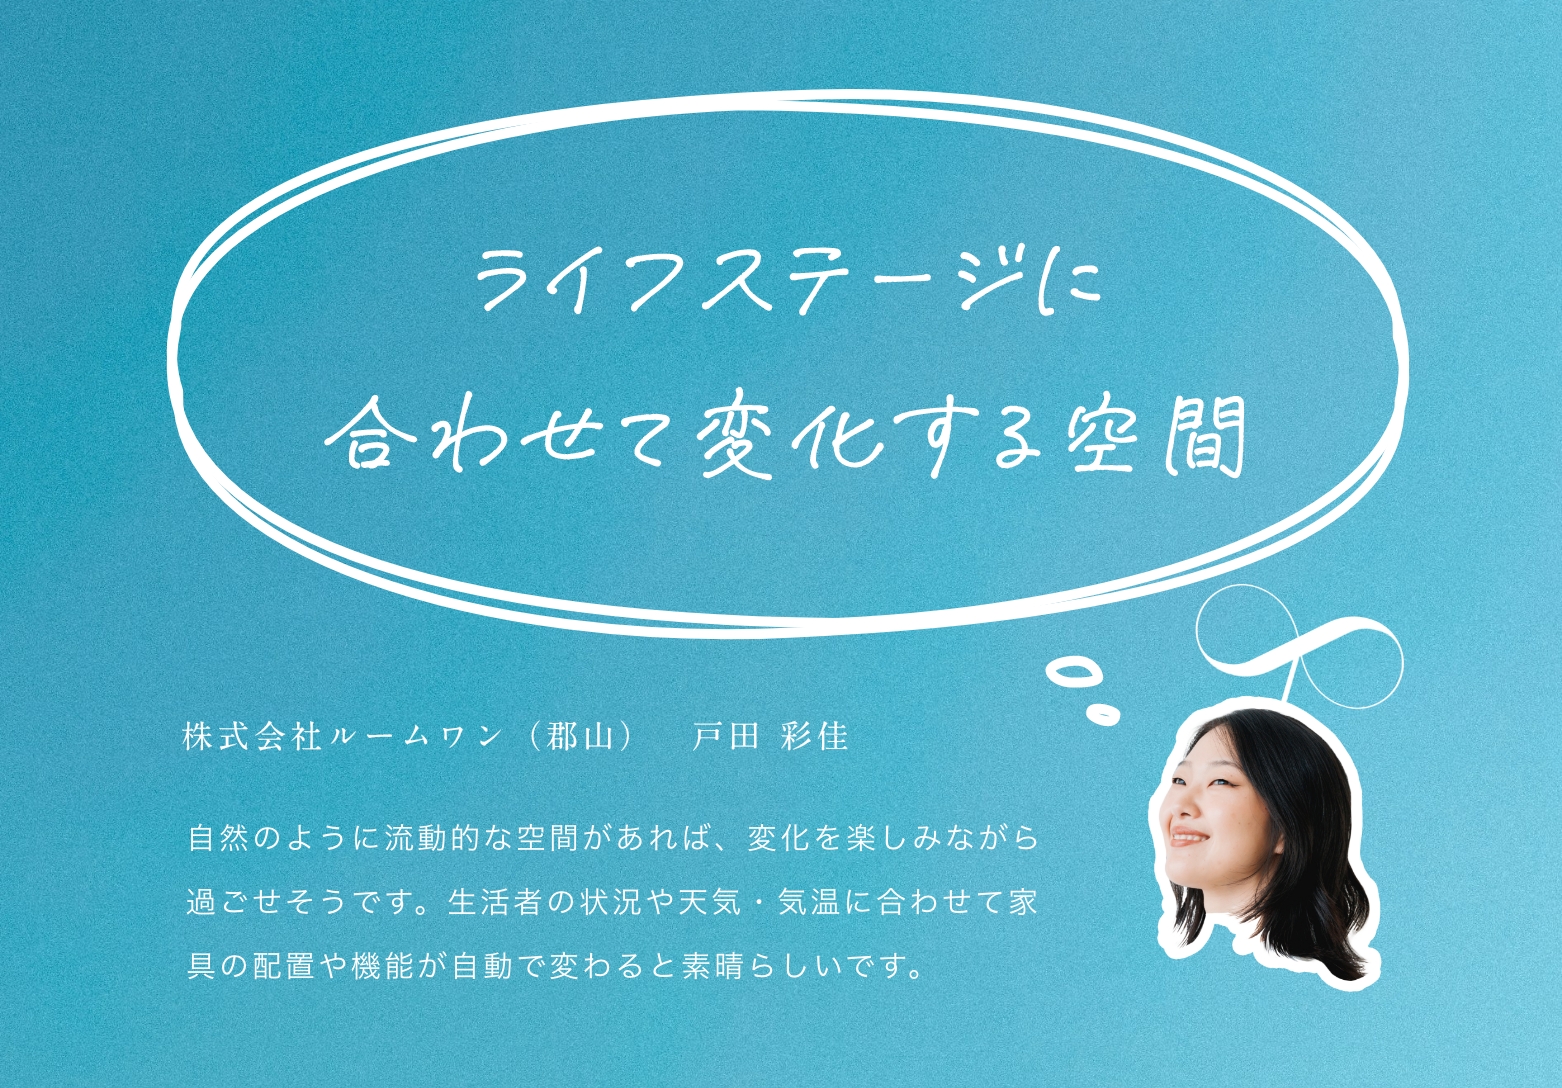 ライフステージに
合わせて変化する空間
株式会社ルームワン（郡山）　戸田 彩佳
自然のように流動的な空間があれば、変化を楽しみながら
過ごせそうです。生活者の状況や天気・気温に合わせて家
具の配置や機能が自動で変わると素晴らしいです。